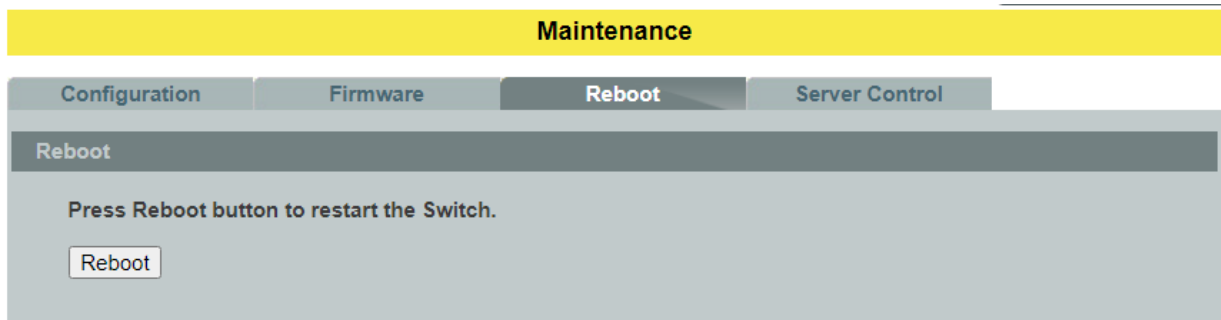 Maintenance
Configuration Firmware Reboot Server Control
Reboot
Press Reboot button to restart the Switch.
Reboot